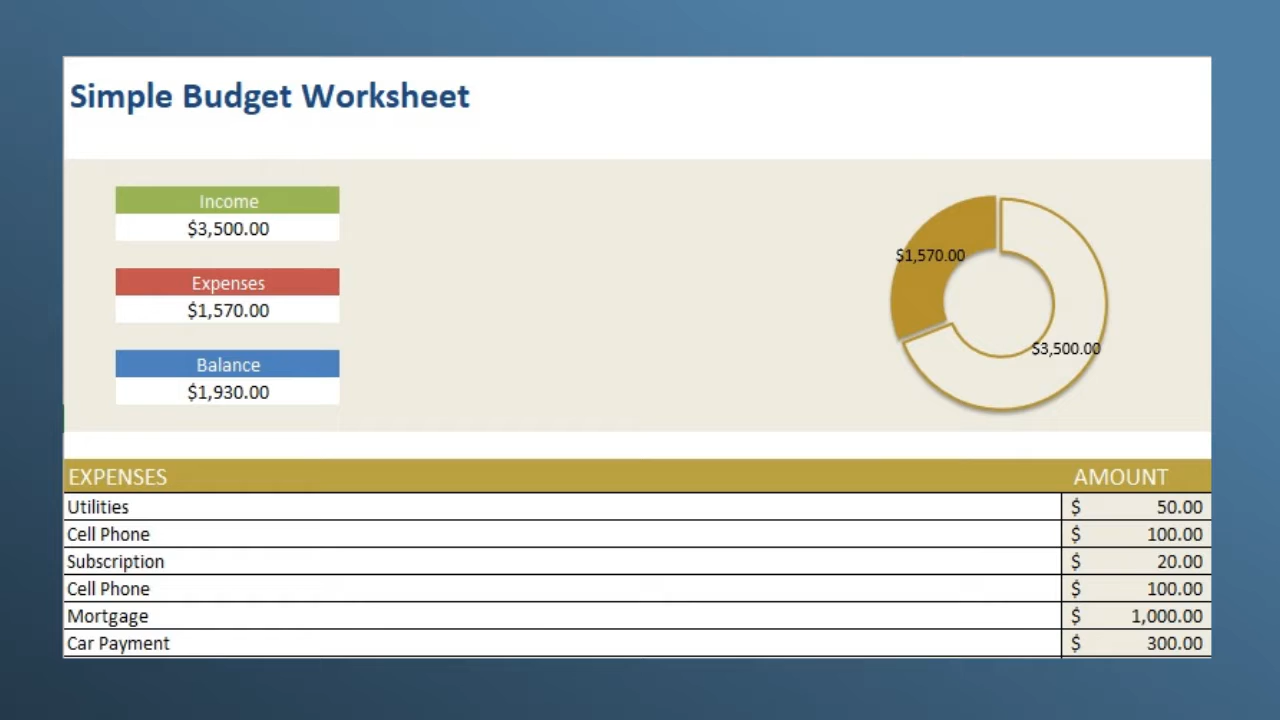 Simple Budget Worksheet
Income
$3,500.00
Expenses
$1,570.00
Balance
$1,930.00
$1,570.00
$3,500.00
EXPENSES AMOUNT
Utilities $ 50.00
Cell Phone $ 100.00
Subscription $ 20.00
Cell Phone $ 100.00
Mortgage $ 1,000.00
Car Payment $ 300.00